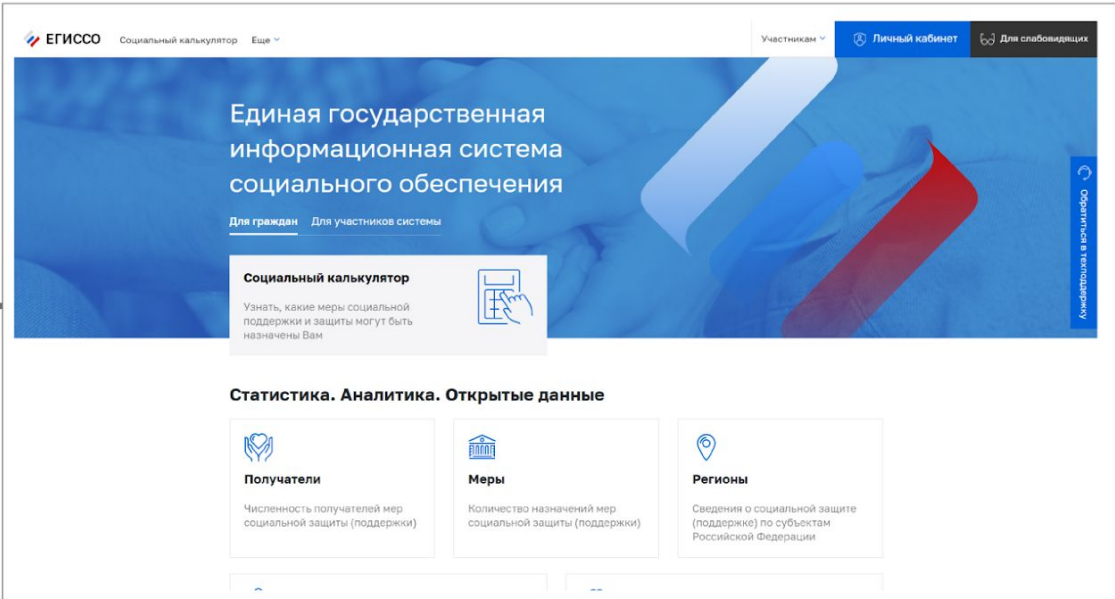 ЕГИССО
Социальный калькулятор
Еще
Участникам
Личный кабинет
Для слабовидящих
Единая государственная
информационная система
социального обеспечения
Для граждан
Для участников системы
Социальный калькулятор
Узнать, какие меры социальной
поддержки и защиты могут быть
назначены Вам
Обратиться в техподдержку
Статистика. Аналитика. Открытые данные
Получатели
Численность получателей мер
социальной защиты (поддержки)
Меры
Количество назначений мер
социальной защиты (поддержки)
Регионы
Сведения о социальной защите
(поддержке) по субъектам
Российской Федерации